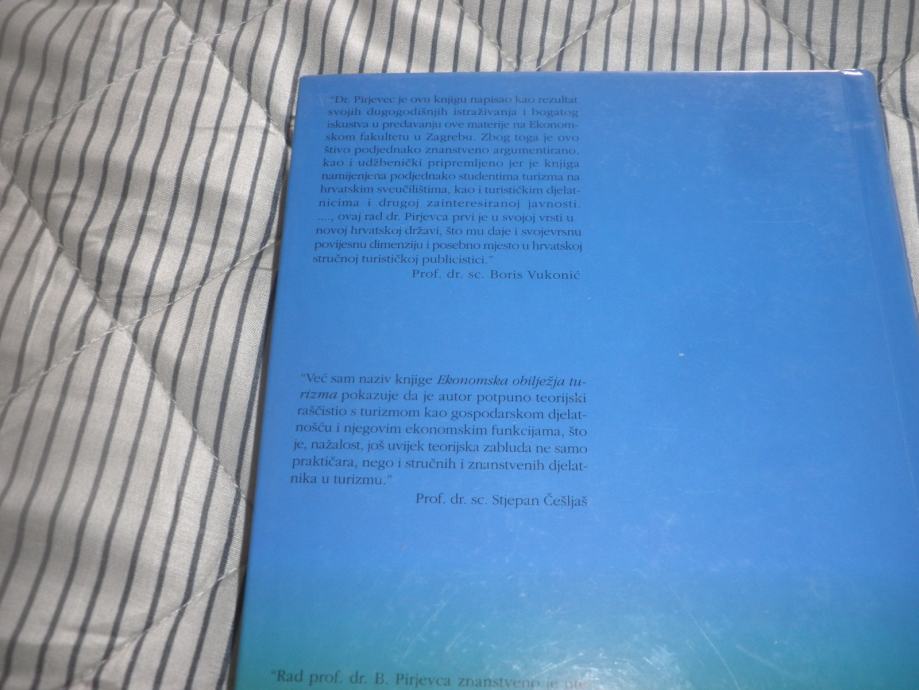 "Dr. Pirjevec je ovu knjigu napisao kao rezultat
svojih dugogodišnjih istraživanja i bogatog
iskustva u predavanju ove materije na Ekonom-
skom fakultetu u Zagrebu. Zbog toga je ovo
štivo podjednako znanstveno argumentirano,
kao i udžbenički pripremljeno jer je knjiga
namijenjena podjednako studentima turizma na
hrvatskim sveučilištima, kao i turističkim djelat-
nicima i drugoj zainteresiranoj javnosti.
...., ovaj rad dr. Pirjevca prvi je u svojoj vrsti u
novoj hrvatskoj državi, što mu daje i svojevrsnu
povijesnu dimenziju i posebno mjesto u hrvatskoj
stručnoj turističkoj publicistici."
Prof. dr. sc. Boris Vukonić
"Već sam naziv knjige Ekonomska obilježja tu-
rizma pokazuje da je autor potpuno teorijski
raščistio s turizmom kao gospodarskom djelat-
nošću i njegovim ekonomskim funkcijama, što
je, nažalost, još uvijek teorijska zabluda ne samo
praktičara, nego i stručnih i znanstvenih djelat-
nika u turizmu."
Prof. dr. sc. Stjepan Češljaš
"Rad prof. dr. B. Pirjevca znanstveno je